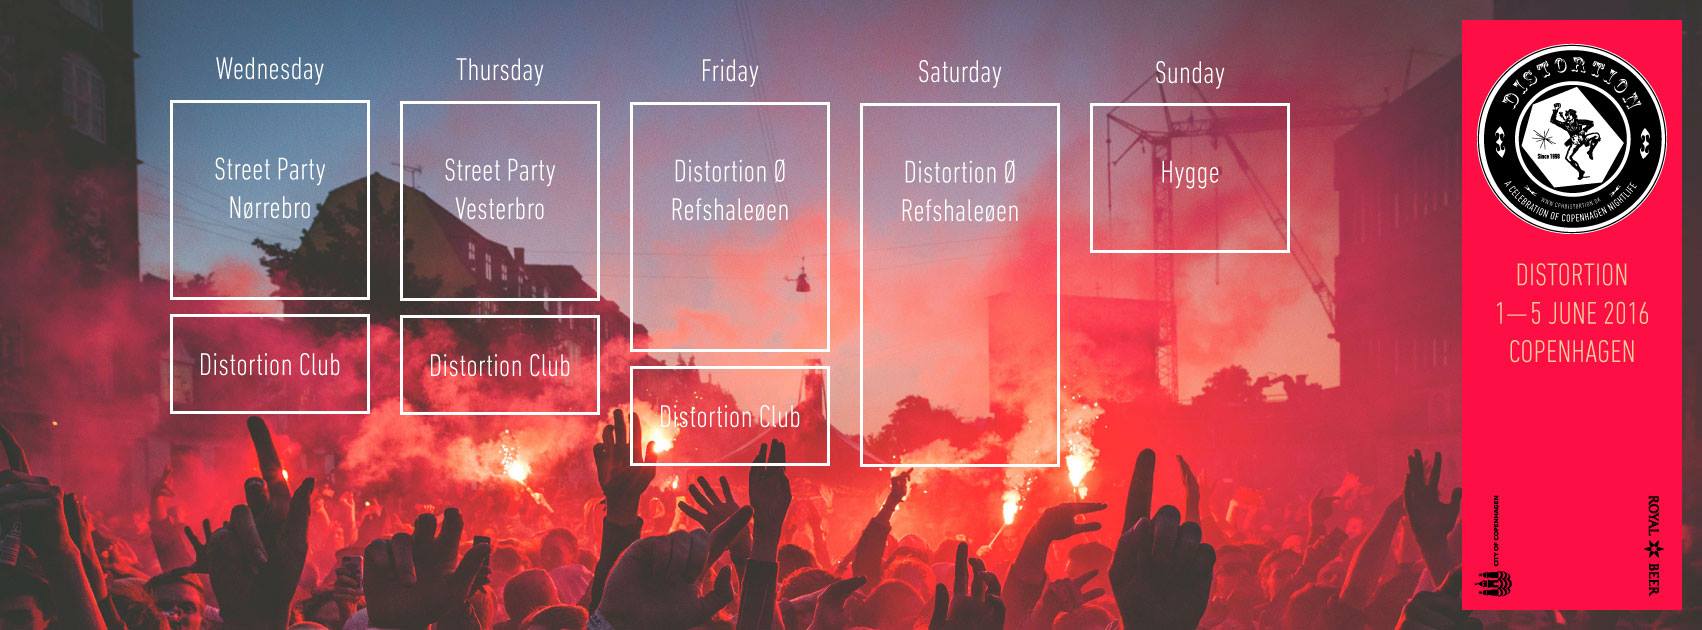 Wednesday
Street Party
Nørrebro
Distortion Club
Thursday
Street Party
Vesterbro
Distortion Club
Friday
Distortion Ø
Refshaleøen
Distortion Club
Saturday
Distortion Ø
Refshaleøen
Sunday
Hygge
DISTORTION
Since 1998
WWW.CPHDISTORTION.DK
A CELEBRATION OF COPENHAGEN NIGHTLIFE
DISTORTION
1—5 JUNE 2016
COPENHAGEN
CITY OF COPENHAGEN
ROYAL BEER